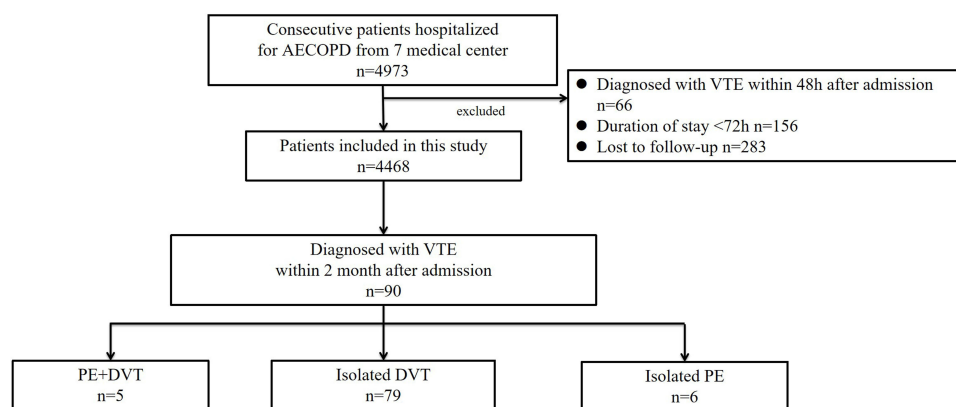 Consecutive patients hospitalized
for AECOPD from 7 medical center
n=4973
excluded
● Diagnosed with VTE within 48h after admission
n=66
● Duration of stay <72h n=156
● Lost to follow-up n=283
Patients included in this study
n=4468
Diagnosed with VTE
within 2 month after admission
n=90
PE+DVT
n=5
Isolated DVT
n=79
Isolated PE
n=6